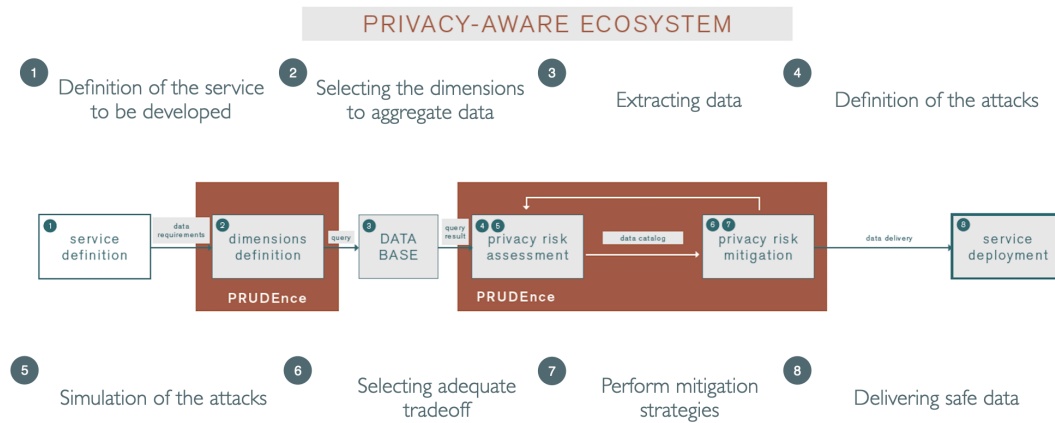 PRIVACY-AWARE ECOSYSTEM
1
Definition of the service
to be developed
2
Selecting the dimensions
to aggregate data
3
Extracting data
4
Definition of the attacks
1
service
definition
data
requirements
2
dimensions
definition
PRUDEnce
query
3
DATA
BASE
query
result
4 5
privacy risk
assessment
data catalog
6 7
privacy risk
mitigation
PRUDEnce
data delivery
8
service
deployment
5
Simulation of the attacks
6
Selecting adequate
tradeoff
7
Perform mitigation
strategies
8
Delivering safe data